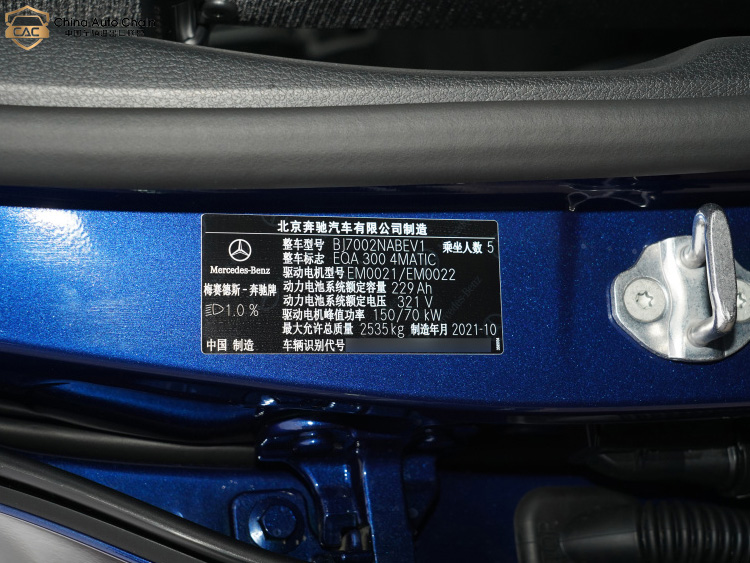 China Auto Chat
CAC
北京奔驰汽车有限公司制造
整车型号 BJ7002NABEV1 乘坐人数 5
整车标志 EQA 300 4MATIC
驱动电机型号 EM0021/EM0022
动力电池系统额定容量 229 Ah
动力电池系统额定电压 321 V
驱动电机峰值功率 150/70 kW
最大允许总质量 2535kg 制造年月 2021-10
车辆识别代号
Mercedes-Benz
梅赛德斯-奔驰牌
1.0 %
中国 制造